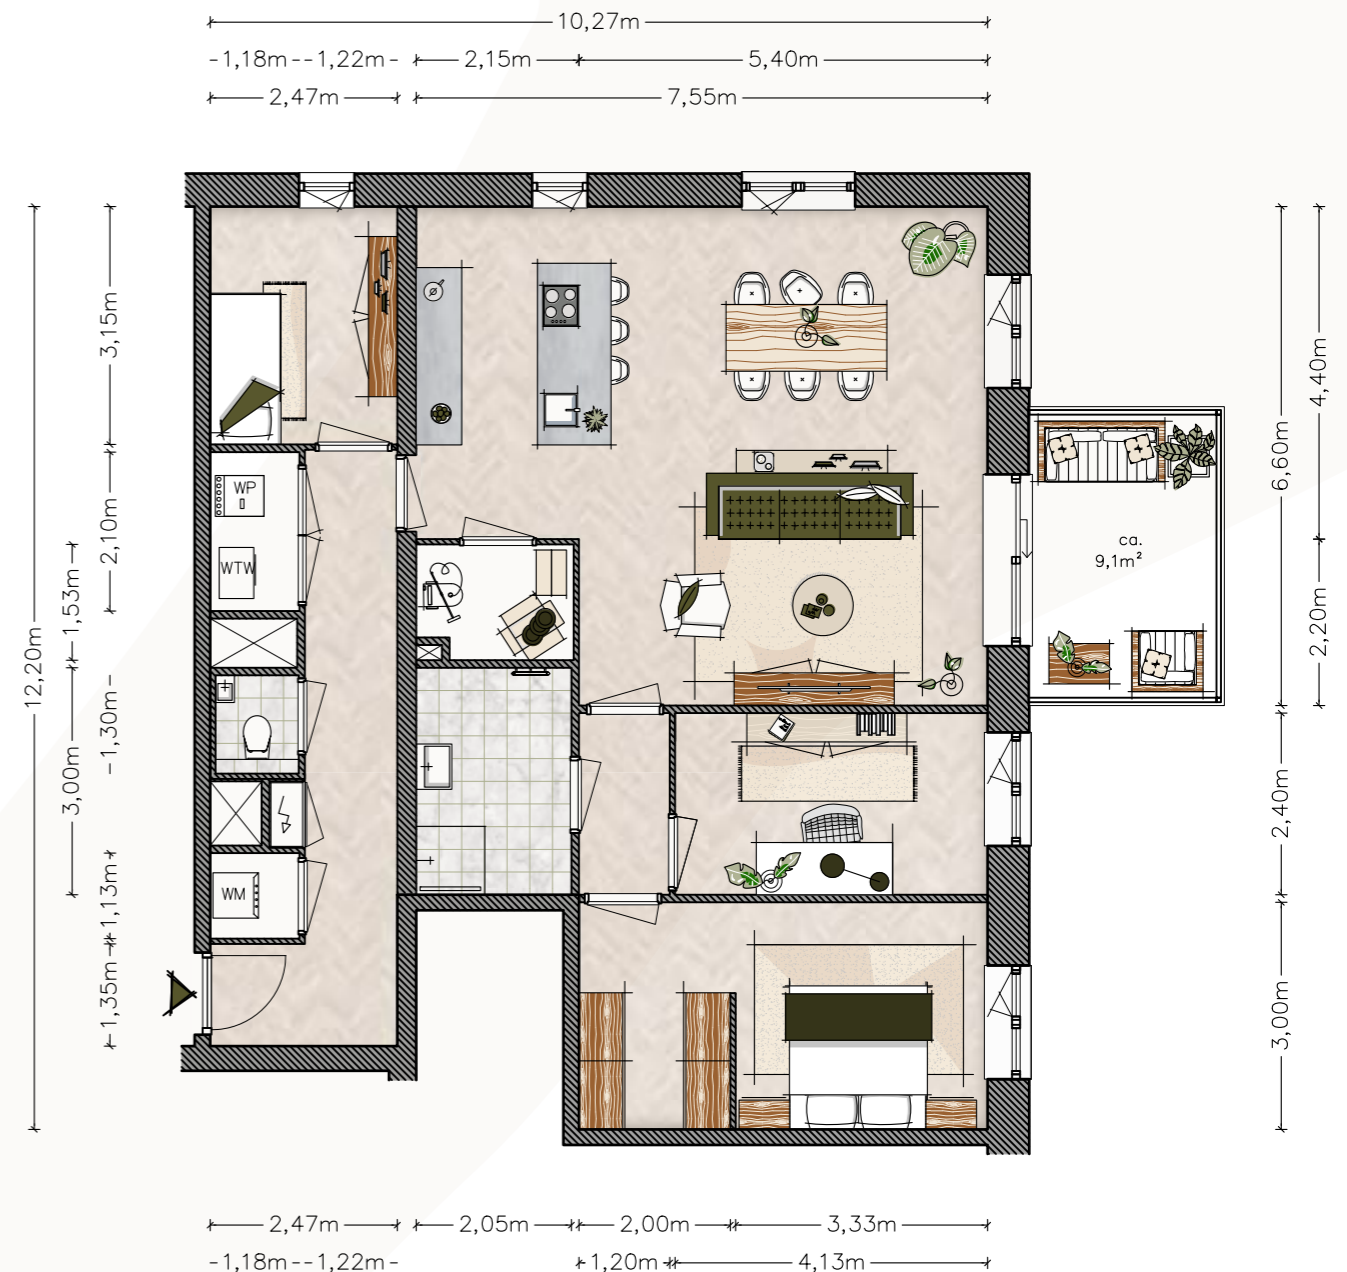 10,27m
1,18m 1,22m 2,15m 5,40m
2,47m 7,55m
3,15m
2,10m
1,53m
12,20m
1,30m
3,00m
1,13m
1,35m
WP
WTW
WM
ca.
9,1m²
4,40m
6,60m
2,20m
2,40m
3,00m
2,47m 2,05m 2,00m 3,33m
1,18m 1,22m 1,20m 4,13m